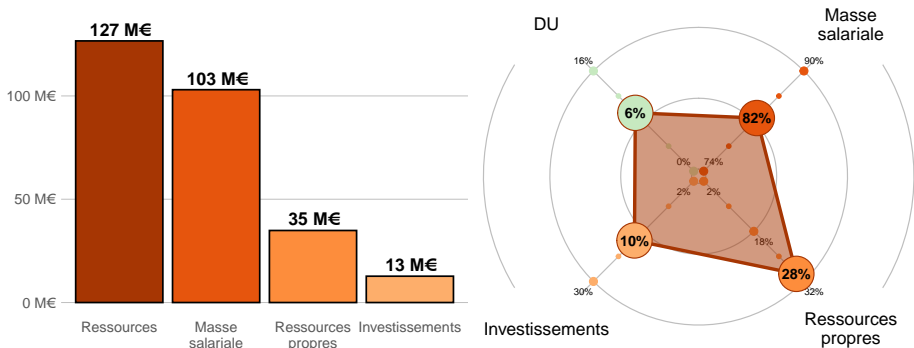 127 M€
103 M€
35 M€
13 M€
100 M€
50 M€
0 M€
Ressources
Masse
salariale
Ressources
propres
Investissements
DU
Masse
salariale
16%
90%
6%
82%
0%
74%
2%
2%
10%
18%
28%
30%
32%
Investissements
Ressources
propres